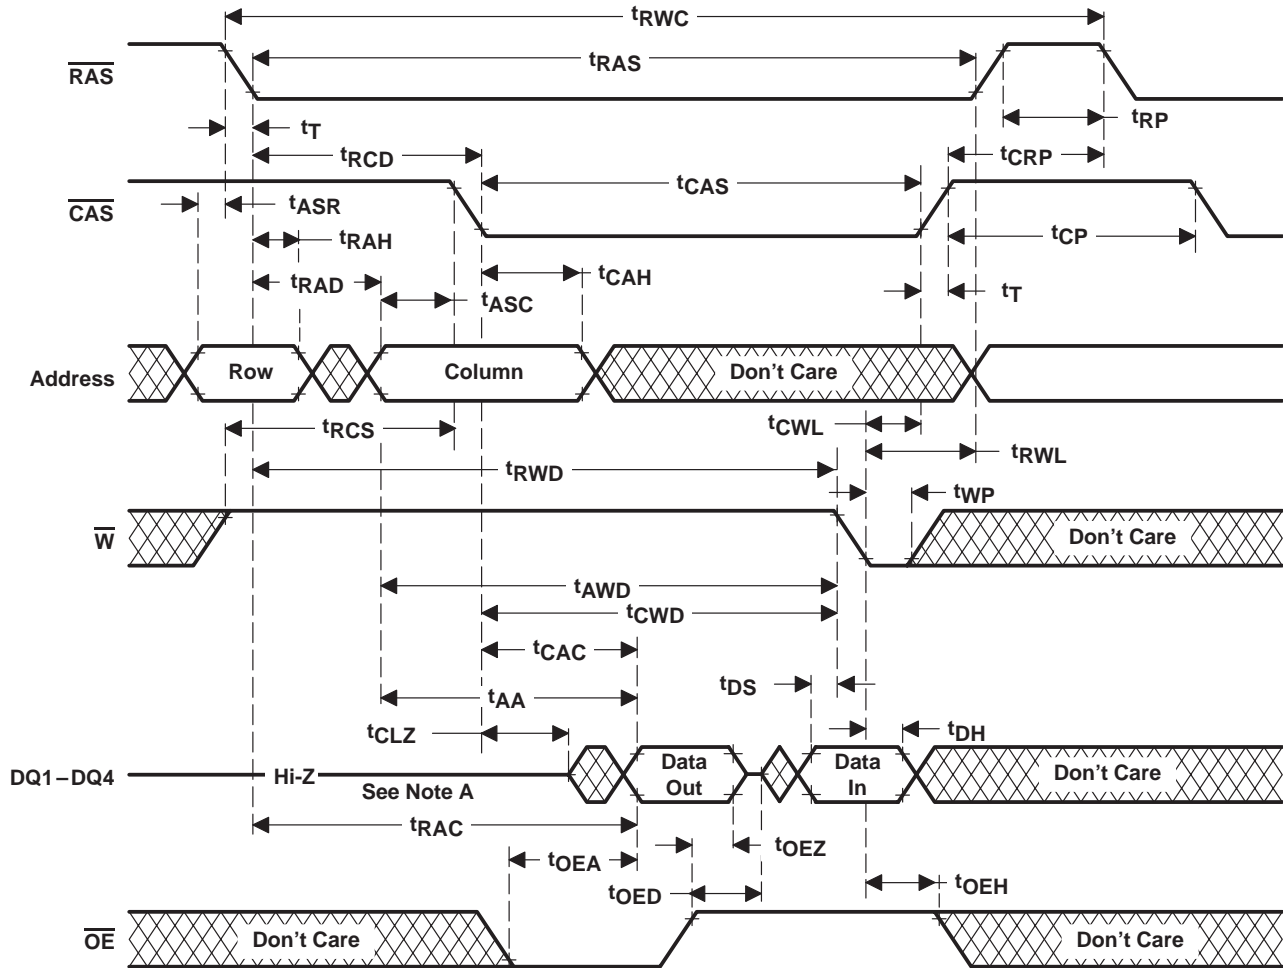 tRWC
RAS
tRAS
tT
tRP
tRCD
tCRP
CAS
tASR
tCAS
tRAH
tCP
tRAD
tCAH
tASC
tT
Address
Row
Column
Don't Care
tRCS
tCWL
tRWD
tRWL
tWP
W
Don't Care
tAWD
tCWD
tCAC
tAA
tDS
tCLZ
tDH
DQ1–DQ4
Hi-Z
See Note A
Data Out
Data In
Don't Care
tRAC
tOEA
tOEZ
tOED
tOEH
OE
Don't Care
Don't Care